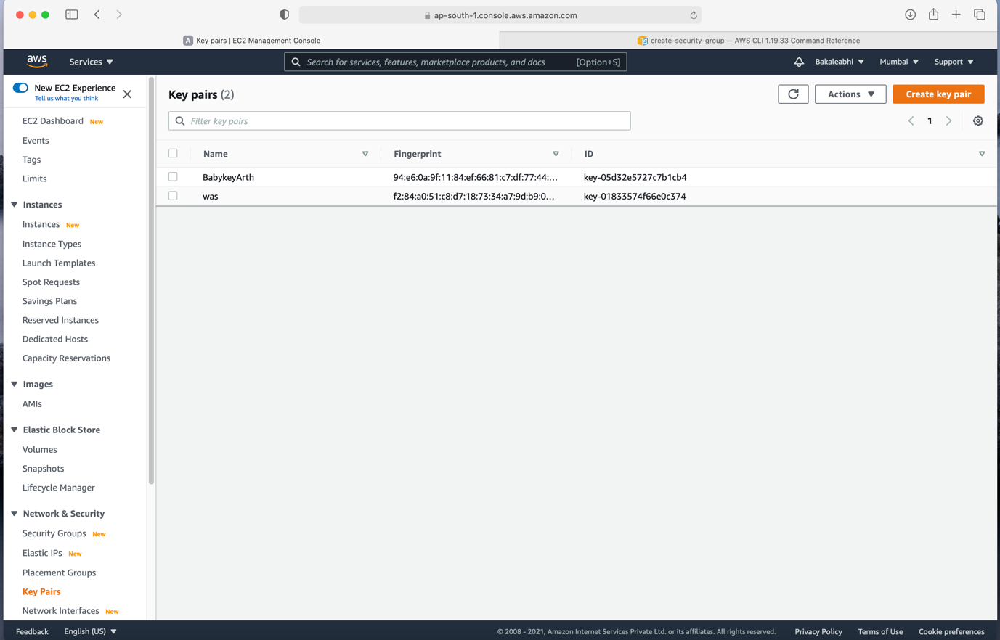 ap-south-1.console.aws.amazon.com
A Key pairs | EC2 Management Console
create-security-group — AWS CLI 1.19.33 Command Reference
aws Services Search for services, features, marketplace products, and docs [Option+S] Bakaleabhi Mumbai Support
New EC2 Experience
Tell us what you think
Key pairs (2) Actions Create key pair
Filter key pairs 1
EC2 Dashboard New
Events
Tags
Limits
Instances
Instances New
Instance Types
Launch Templates
Spot Requests
Savings Plans
Reserved Instances
Dedicated Hosts
Capacity Reservations
Images
AMIs
Elastic Block Store
Volumes
Snapshots
Lifecycle Manager
Network & Security
Security Groups New
Elastic IPs New
Placement Groups
Key Pairs
Network Interfaces New
Name Fingerprint ID
BabykeyArth 94:e6:0a:9f:11:84:ef:66:81:c7:df:77:44:... key-05d32e5727c7b1cb4
was f2:84:a0:51:c8:d7:18:73:34:a7:9d:b9:0... key-01833574f66e0c374
Feedback English (US) © 2008 - 2021, Amazon Internet Services Private Ltd. or its affiliates. All rights reserved. Privacy Policy Terms of Use Cookie preferences